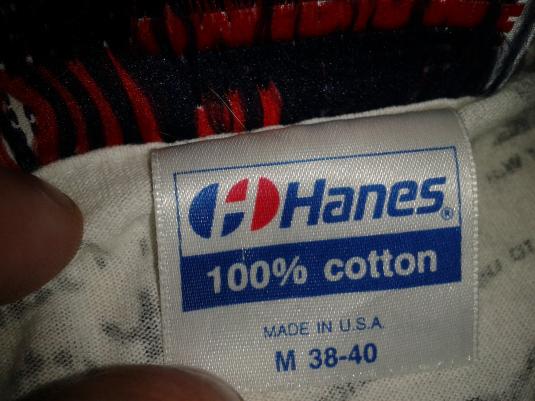 Hanes®
100% cotton
MADE IN U.S.A.
M 38-40